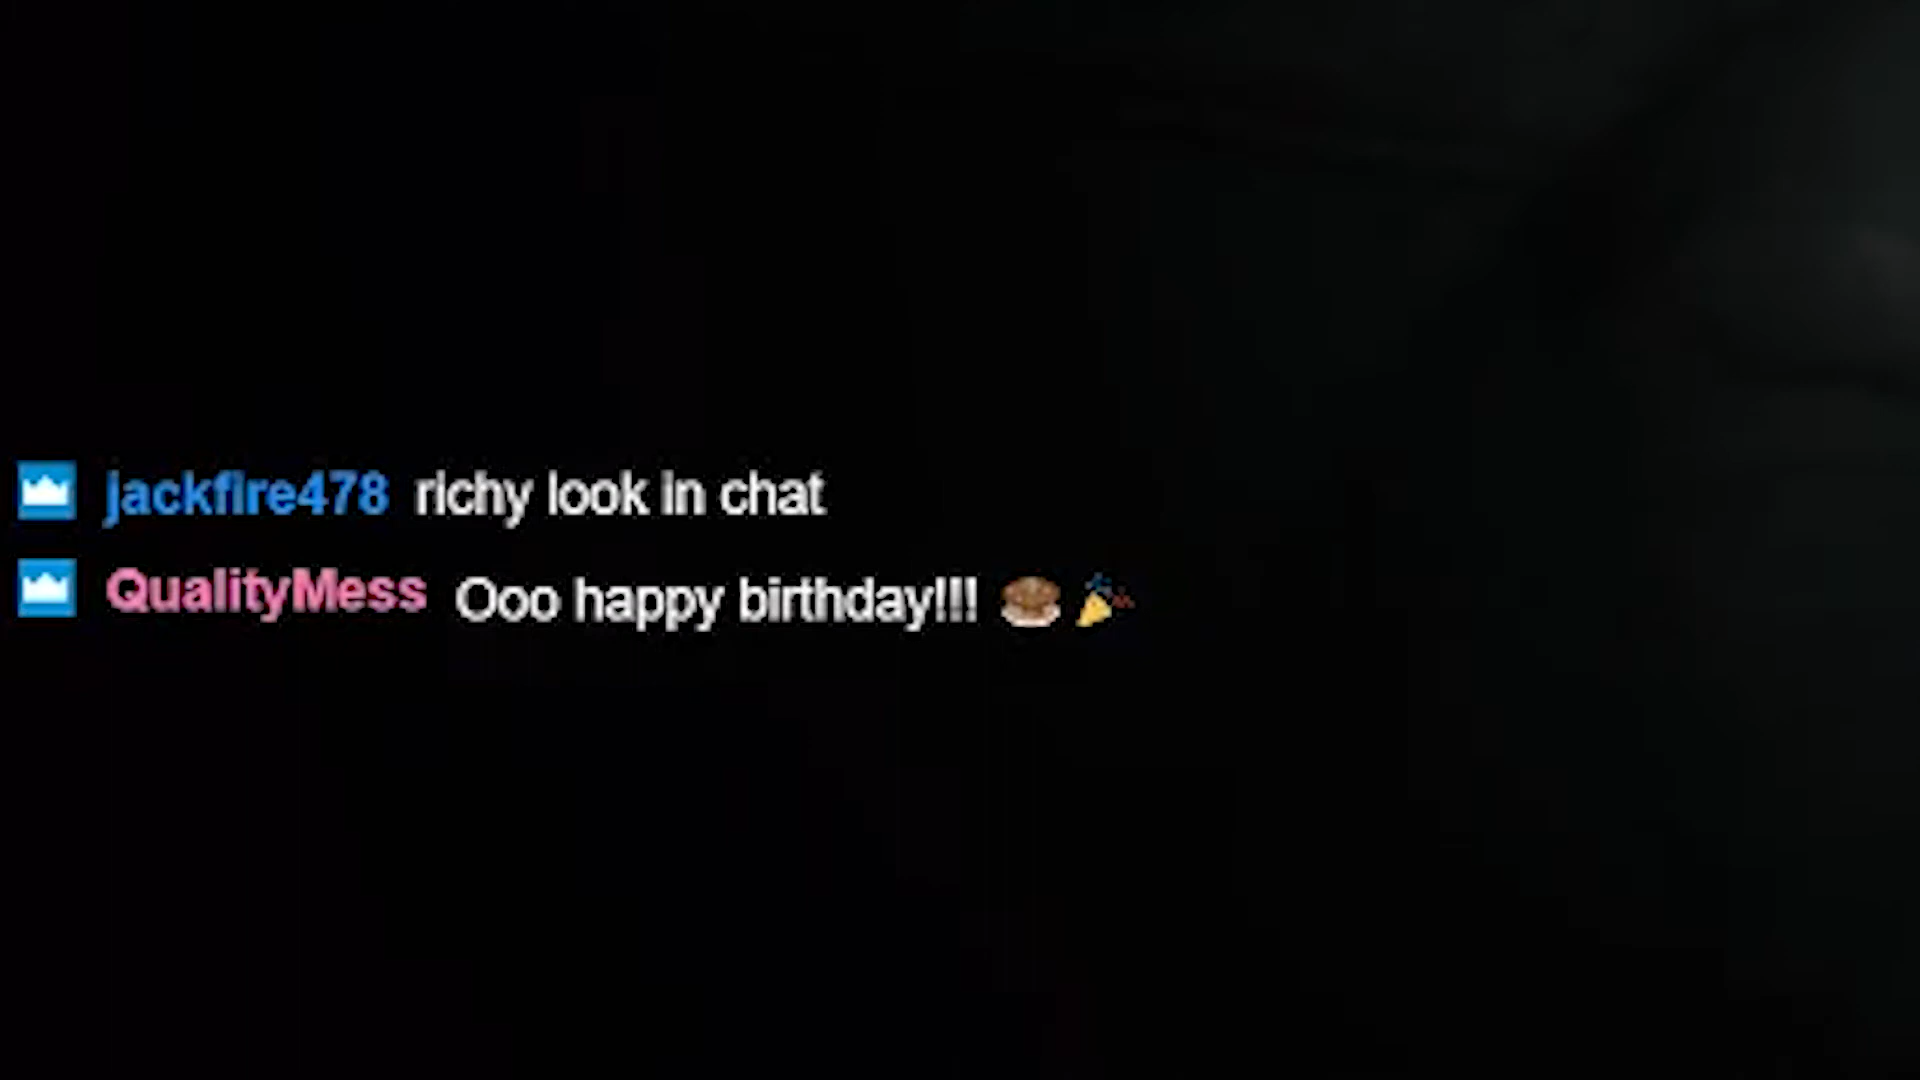 jackfire478 richy look in chat
QualityMess Ooo happy birthday!!! 🎂 🎉